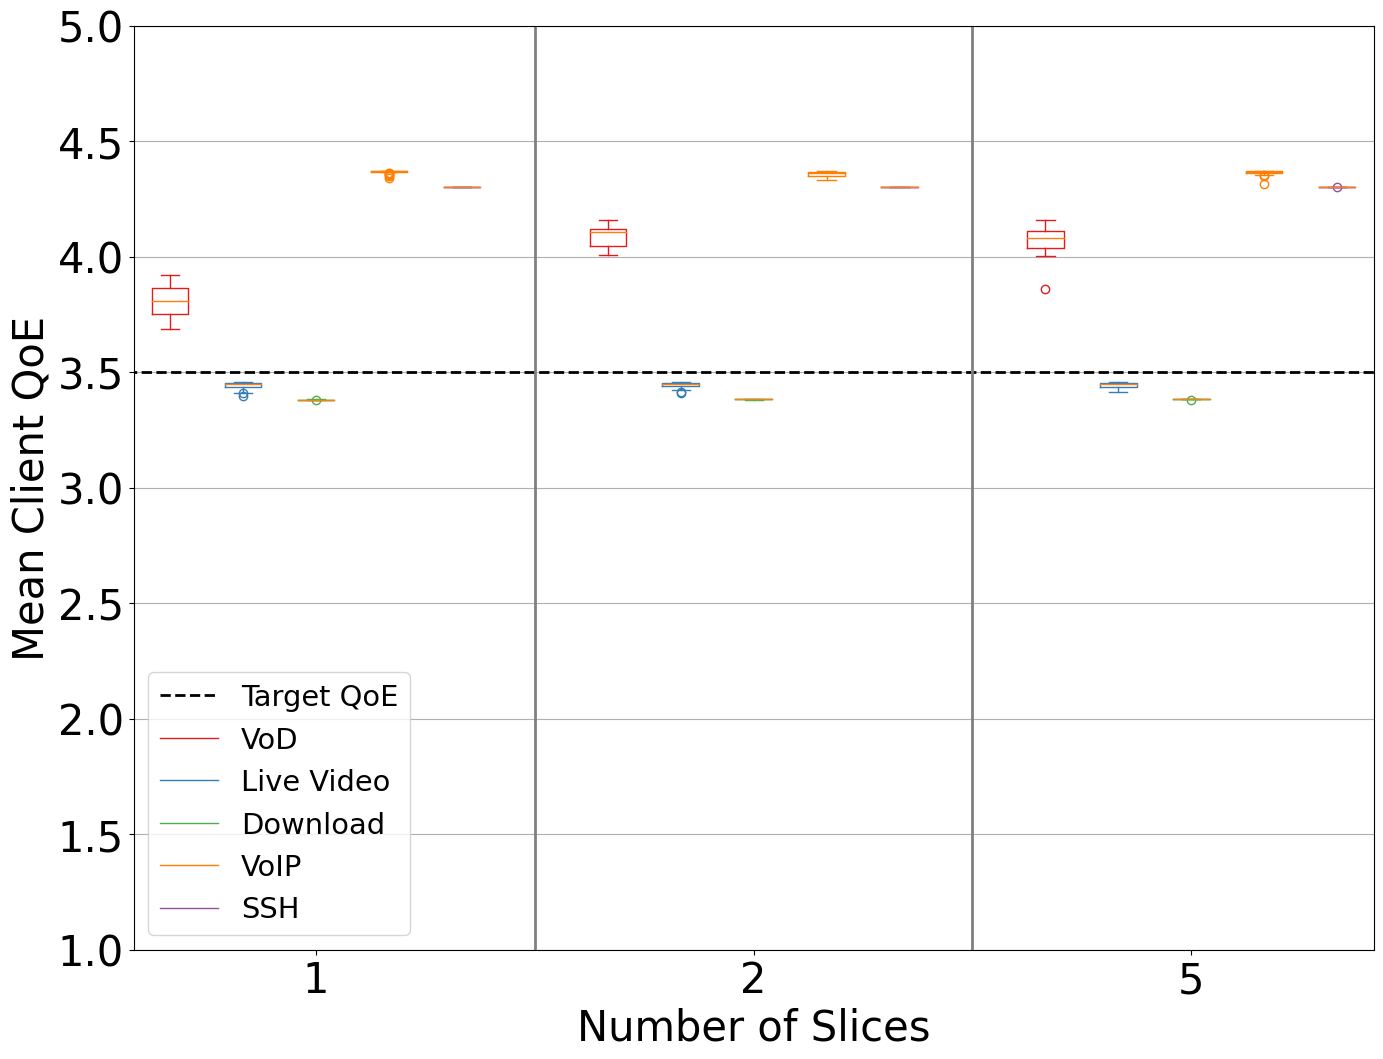 5.0
4.5
4.0
3.5
3.0
2.5
2.0
1.5
1.0
Mean Client QoE
Target QoE
VoD
Live Video
Download
VoIP
SSH
1
2
5
Number of Slices